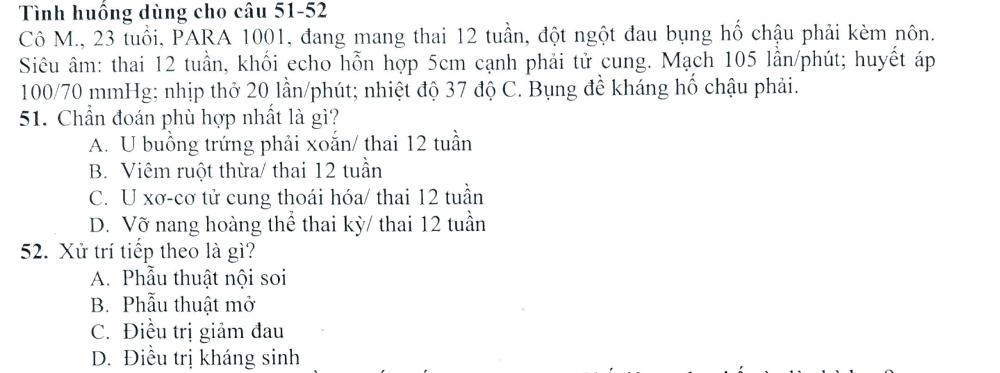 Tình huống dùng cho câu 51-52
Cô M., 23 tuổi, PARA 1001, đang mang thai 12 tuần, đột ngột đau bụng hố chậu phải kèm nôn.
Siêu âm: thai 12 tuần, khối echo hỗn hợp 5cm cạnh phải tử cung. Mạch 105 lần/phút; huyết áp
100/70 mmHg; nhịp thở 20 lần/phút; nhiệt độ 37 độ C. Bụng đề kháng hố chậu phải.
51. Chẩn đoán phù hợp nhất là gì?
A. U buồng trứng phải xoắn/ thai 12 tuần
B. Viêm ruột thừa/ thai 12 tuần
C. U xơ-cơ tử cung thoái hóa/ thai 12 tuần
D. Vỡ nang hoàng thể thai kỳ/ thai 12 tuần
52. Xử trí tiếp theo là gì?
A. Phẫu thuật nội soi
B. Phẫu thuật mở
C. Điều trị giảm đau
D. Điều trị kháng sinh